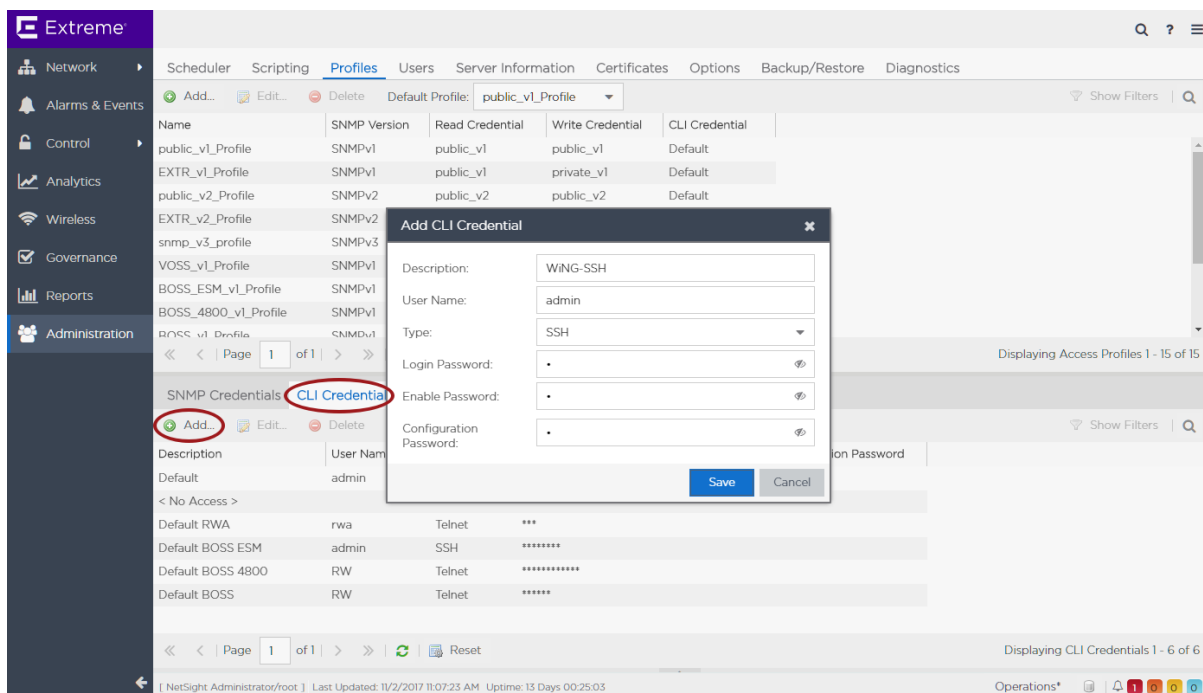 Extreme
Network
Alarms & Events
Control
Analytics
Wireless
Governance
Reports
Administration
Scheduler Scripting Profiles Users Server Information Certificates Options Backup/Restore Diagnostics
Add... Edit... Delete Default Profile: public_v1_Profile Show Filters
Name SNMP Version Read Credential Write Credential CLI Credential
public_v1_Profile SNMPv1 public_v1 public_v1 Default
EXTR_v1_Profile SNMPv1 public_v1 private_v1 Default
public_v2_Profile SNMPv2 public_v2 public_v2 Default
EXTR_v2_Profile SNMPv2
snmp_v3_profile SNMPv3
VOSS_v1_Profile SNMPv1
BOSS_ESM_v1_Profile SNMPv1
BOSS_4800_v1_Profile SNMPv1
BOSS_v1_Profile SNMPv1
Page 1 of 1 Displaying Access Profiles 1 - 15 of 15
Add CLI Credential
Description: WiNG-SSH
User Name: admin
Type: SSH
Login Password: •
Enable Password: •
Configuration Password: •
Save Cancel
SNMP Credentials CLI Credential
Add... Edit... Delete Show Filters
Description User Nam ion Password
Default admin
< No Access >
Default RWA rwa Telnet ***
Default BOSS ESM admin SSH ********
Default BOSS 4800 RW Telnet ************
Default BOSS RW Telnet ******
Page 1 of 1 Reset Displaying CLI Credentials 1 - 6 of 6
[ NetSight Administrator/root ] Last Updated: 11/2/2017 11:07:23 AM Uptime: 13 Days 00:25:03 Operations* 1 0 0 0